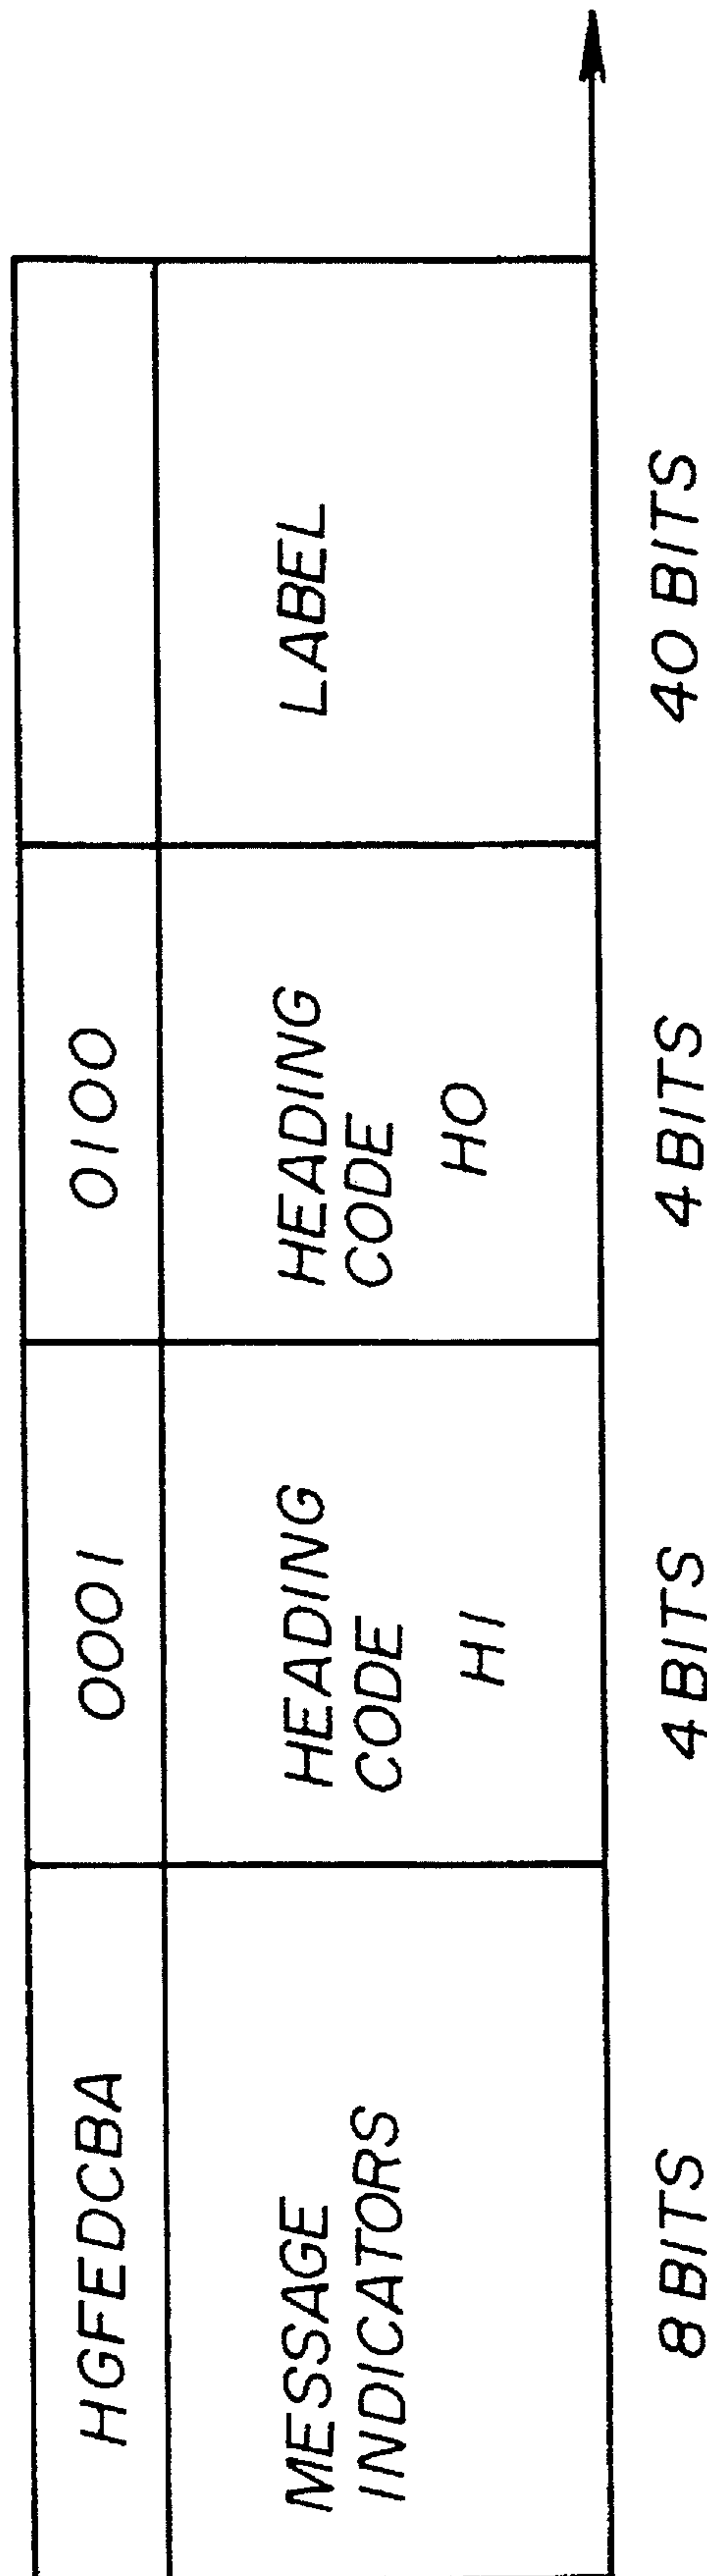 HGFEDCBA
0001
0100
MESSAGE
INDICATORS
HEADING
CODE
H1
HEADING
CODE
H0
LABEL
8 BITS
4 BITS
4 BITS
40 BITS